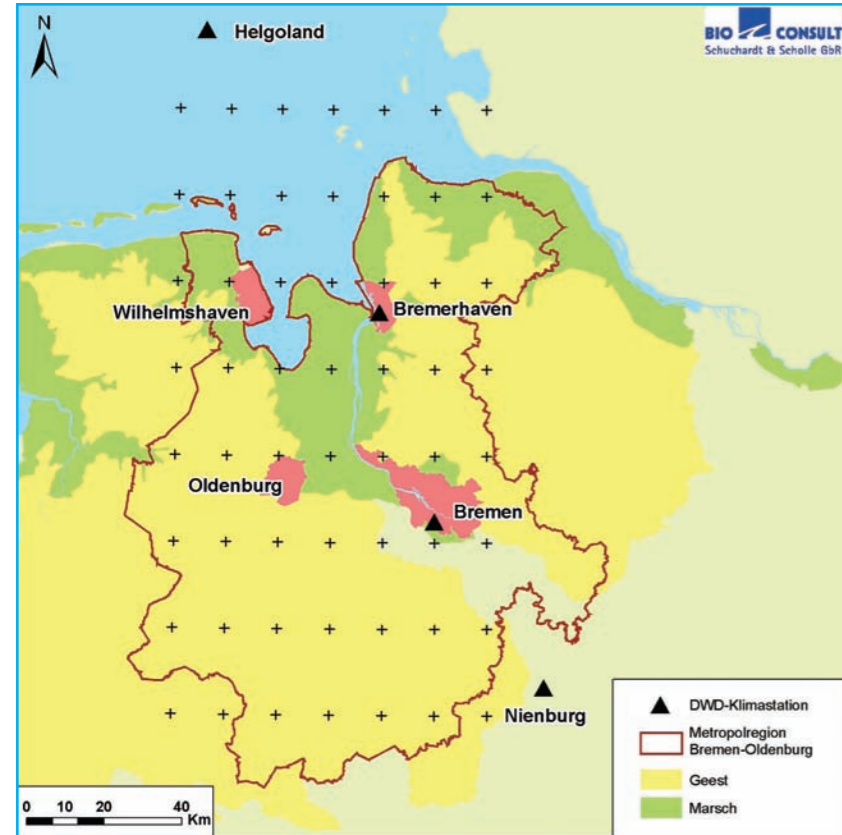 N
Helgoland
BIO CONSULT
Schuchardt & Scholle GbR
Wilhelmshaven
Bremerhaven
Oldenburg
Bremen
Nienburg
DWD-Klimastation
Metropolregion
Bremen-Oldenburg
Geest
Marsch
0 10 20 40
Km